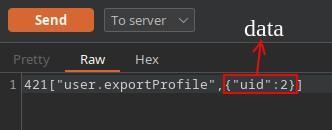 Send
To server
data
Pretty
Raw
Hex
1 421["user.exportProfile",{"uid":2}]